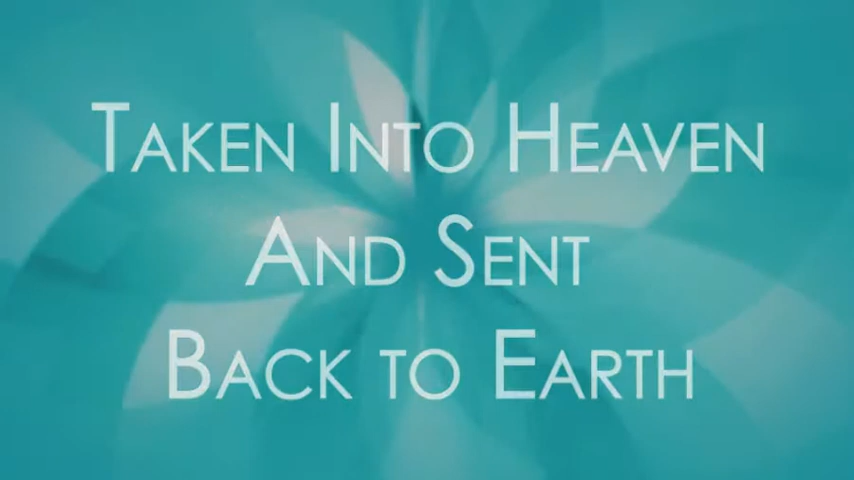 Taken Into Heaven
And Sent
Back to Earth